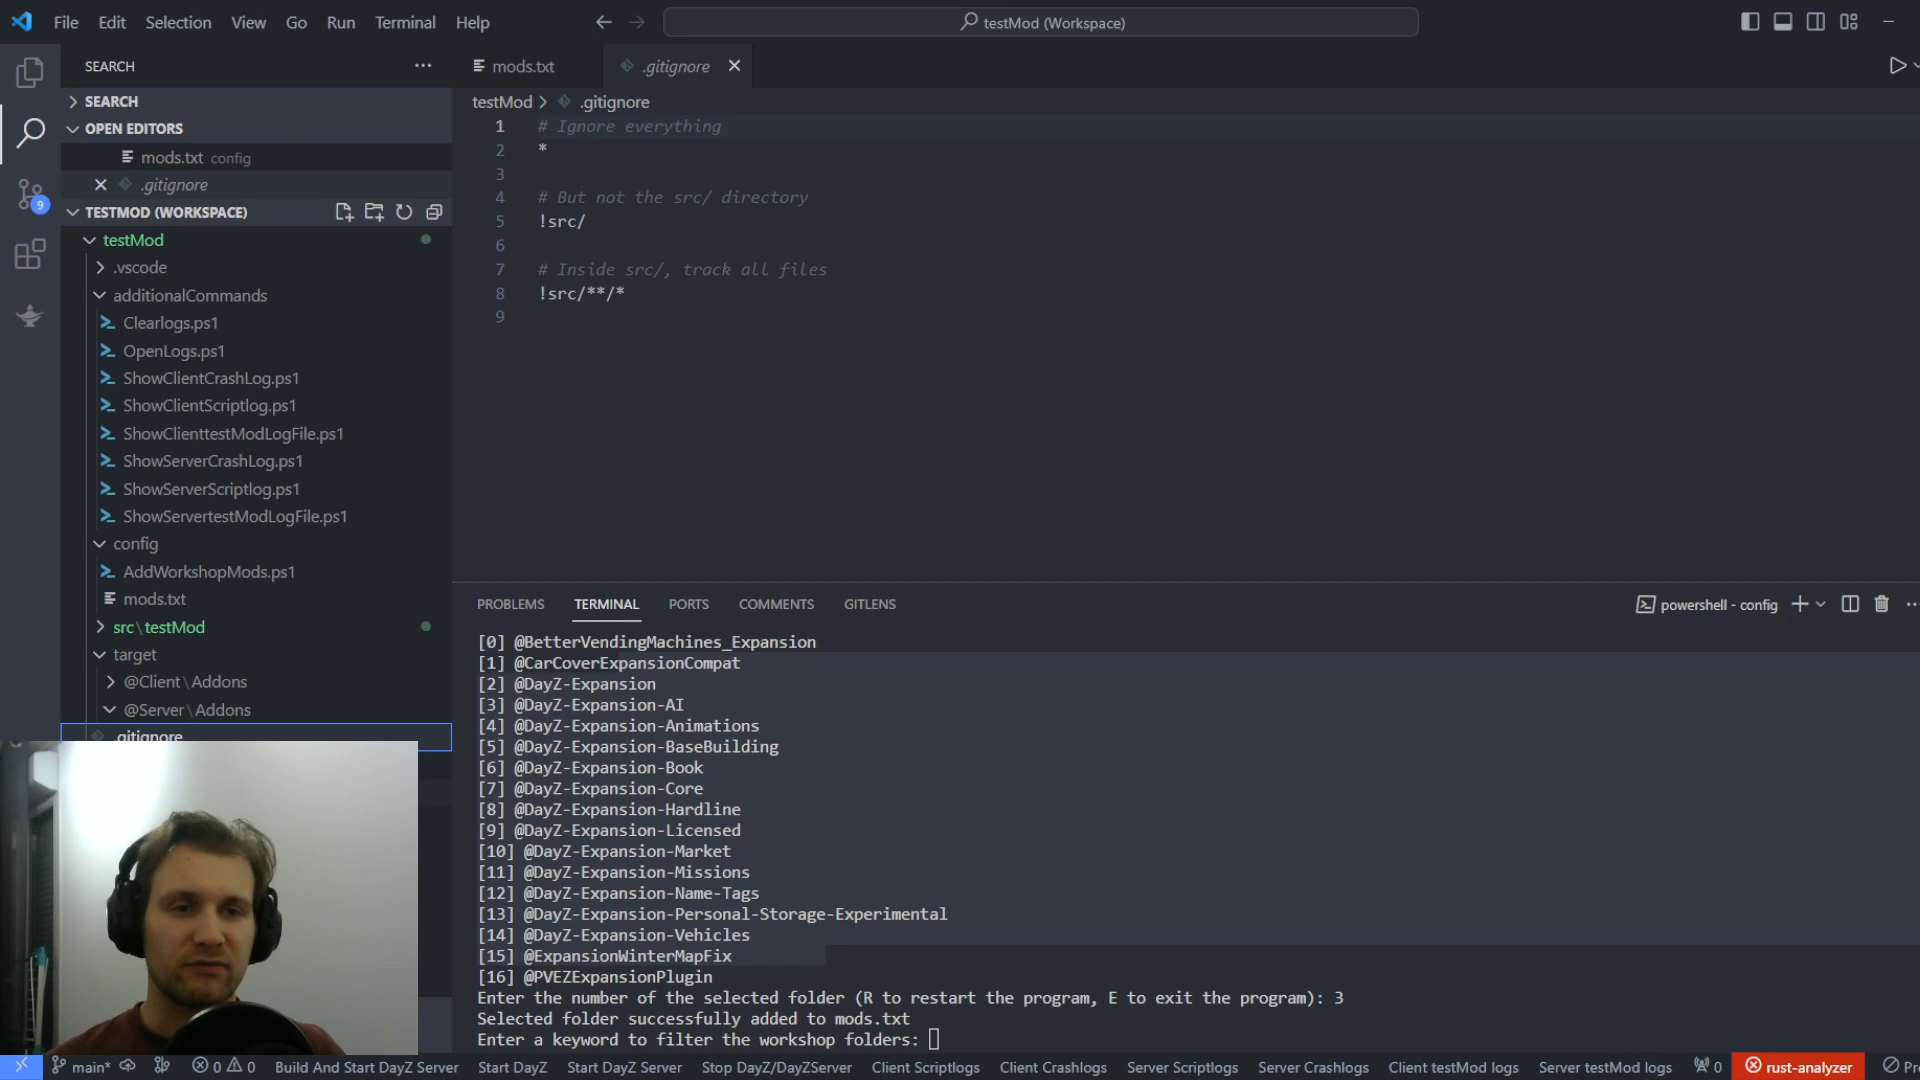 File Edit Selection View Go Run Terminal Help
testMod (Workspace)
SEARCH
SEARCH
OPEN EDITORS
mods.txt config
.gitignore
TESTMOD (WORKSPACE)
testMod
.vscode
additionalCommands
Clearlogs.ps1
OpenLogs.ps1
ShowClientCrashLog.ps1
ShowClientScriptlog.ps1
ShowClienttestModLogFile.ps1
ShowServerCrashLog.ps1
ShowServerScriptlog.ps1
ShowServertestModLogFile.ps1
config
AddWorkshopMods.ps1
mods.txt
src\testMod
target
@Client\Addons
@Server\Addons
.gitignore
9
mods.txt
.gitignore
testMod > .gitignore
1 # Ignore everything
2 *
3
4 # But not the src/ directory
5 !src/
6
7 # Inside src/, track all files
8 !src/**/*
9
PROBLEMS TERMINAL PORTS COMMENTS GITLENS
powershell - config
[0] @BetterVendingMachines_Expansion
[1] @CarCoverExpansionCompat
[2] @DayZ-Expansion
[3] @DayZ-Expansion-AI
[4] @DayZ-Expansion-Animations
[5] @DayZ-Expansion-BaseBuilding
[6] @DayZ-Expansion-Book
[7] @DayZ-Expansion-Core
[8] @DayZ-Expansion-Hardline
[9] @DayZ-Expansion-Licensed
[10] @DayZ-Expansion-Market
[11] @DayZ-Expansion-Missions
[12] @DayZ-Expansion-Name-Tags
[13] @DayZ-Expansion-Personal-Storage-Experimental
[14] @DayZ-Expansion-Vehicles
[15] @ExpansionWinterMapFix
[16] @PVEZExpansionPlugin
Enter the number of the selected folder (R to restart the program, E to exit the program): 3
Selected folder successfully added to mods.txt
Enter a keyword to filter the workshop folders:
main* 0 0 Build And Start DayZ Server Start DayZ Start DayZ Server Stop DayZ/DayZServer Client Scriptlogs Client Crashlogs Server Scriptlogs Server Crashlogs Client testMod logs Server testMod logs 0 rust-analyzer